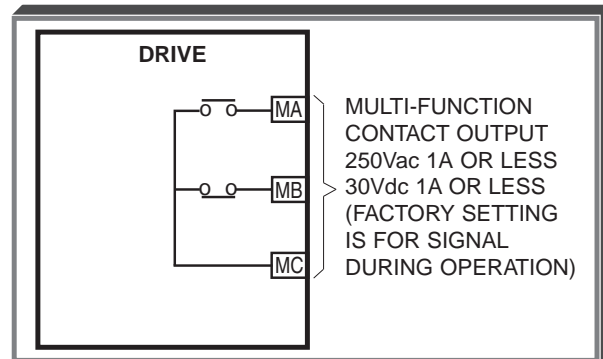 DRIVE
MA
MB
MC
MULTI-FUNCTION
CONTACT OUTPUT
250Vac 1A OR LESS
30Vdc 1A OR LESS
(FACTORY SETTING
IS FOR SIGNAL
DURING OPERATION)